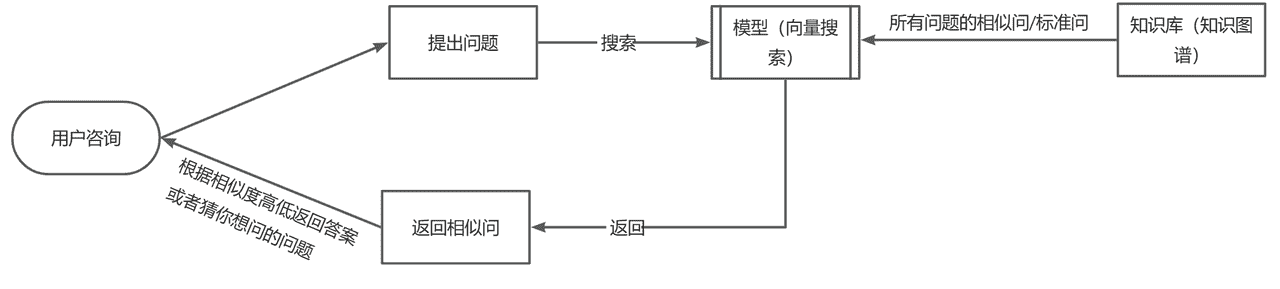 提出问题
搜索
模型（向量搜
索）
所有问题的相似问/标准问
知识库（知识图
谱）
用户咨询
根据相似度高低返回答案
或者猜你想问的问题
返回相似问
返回